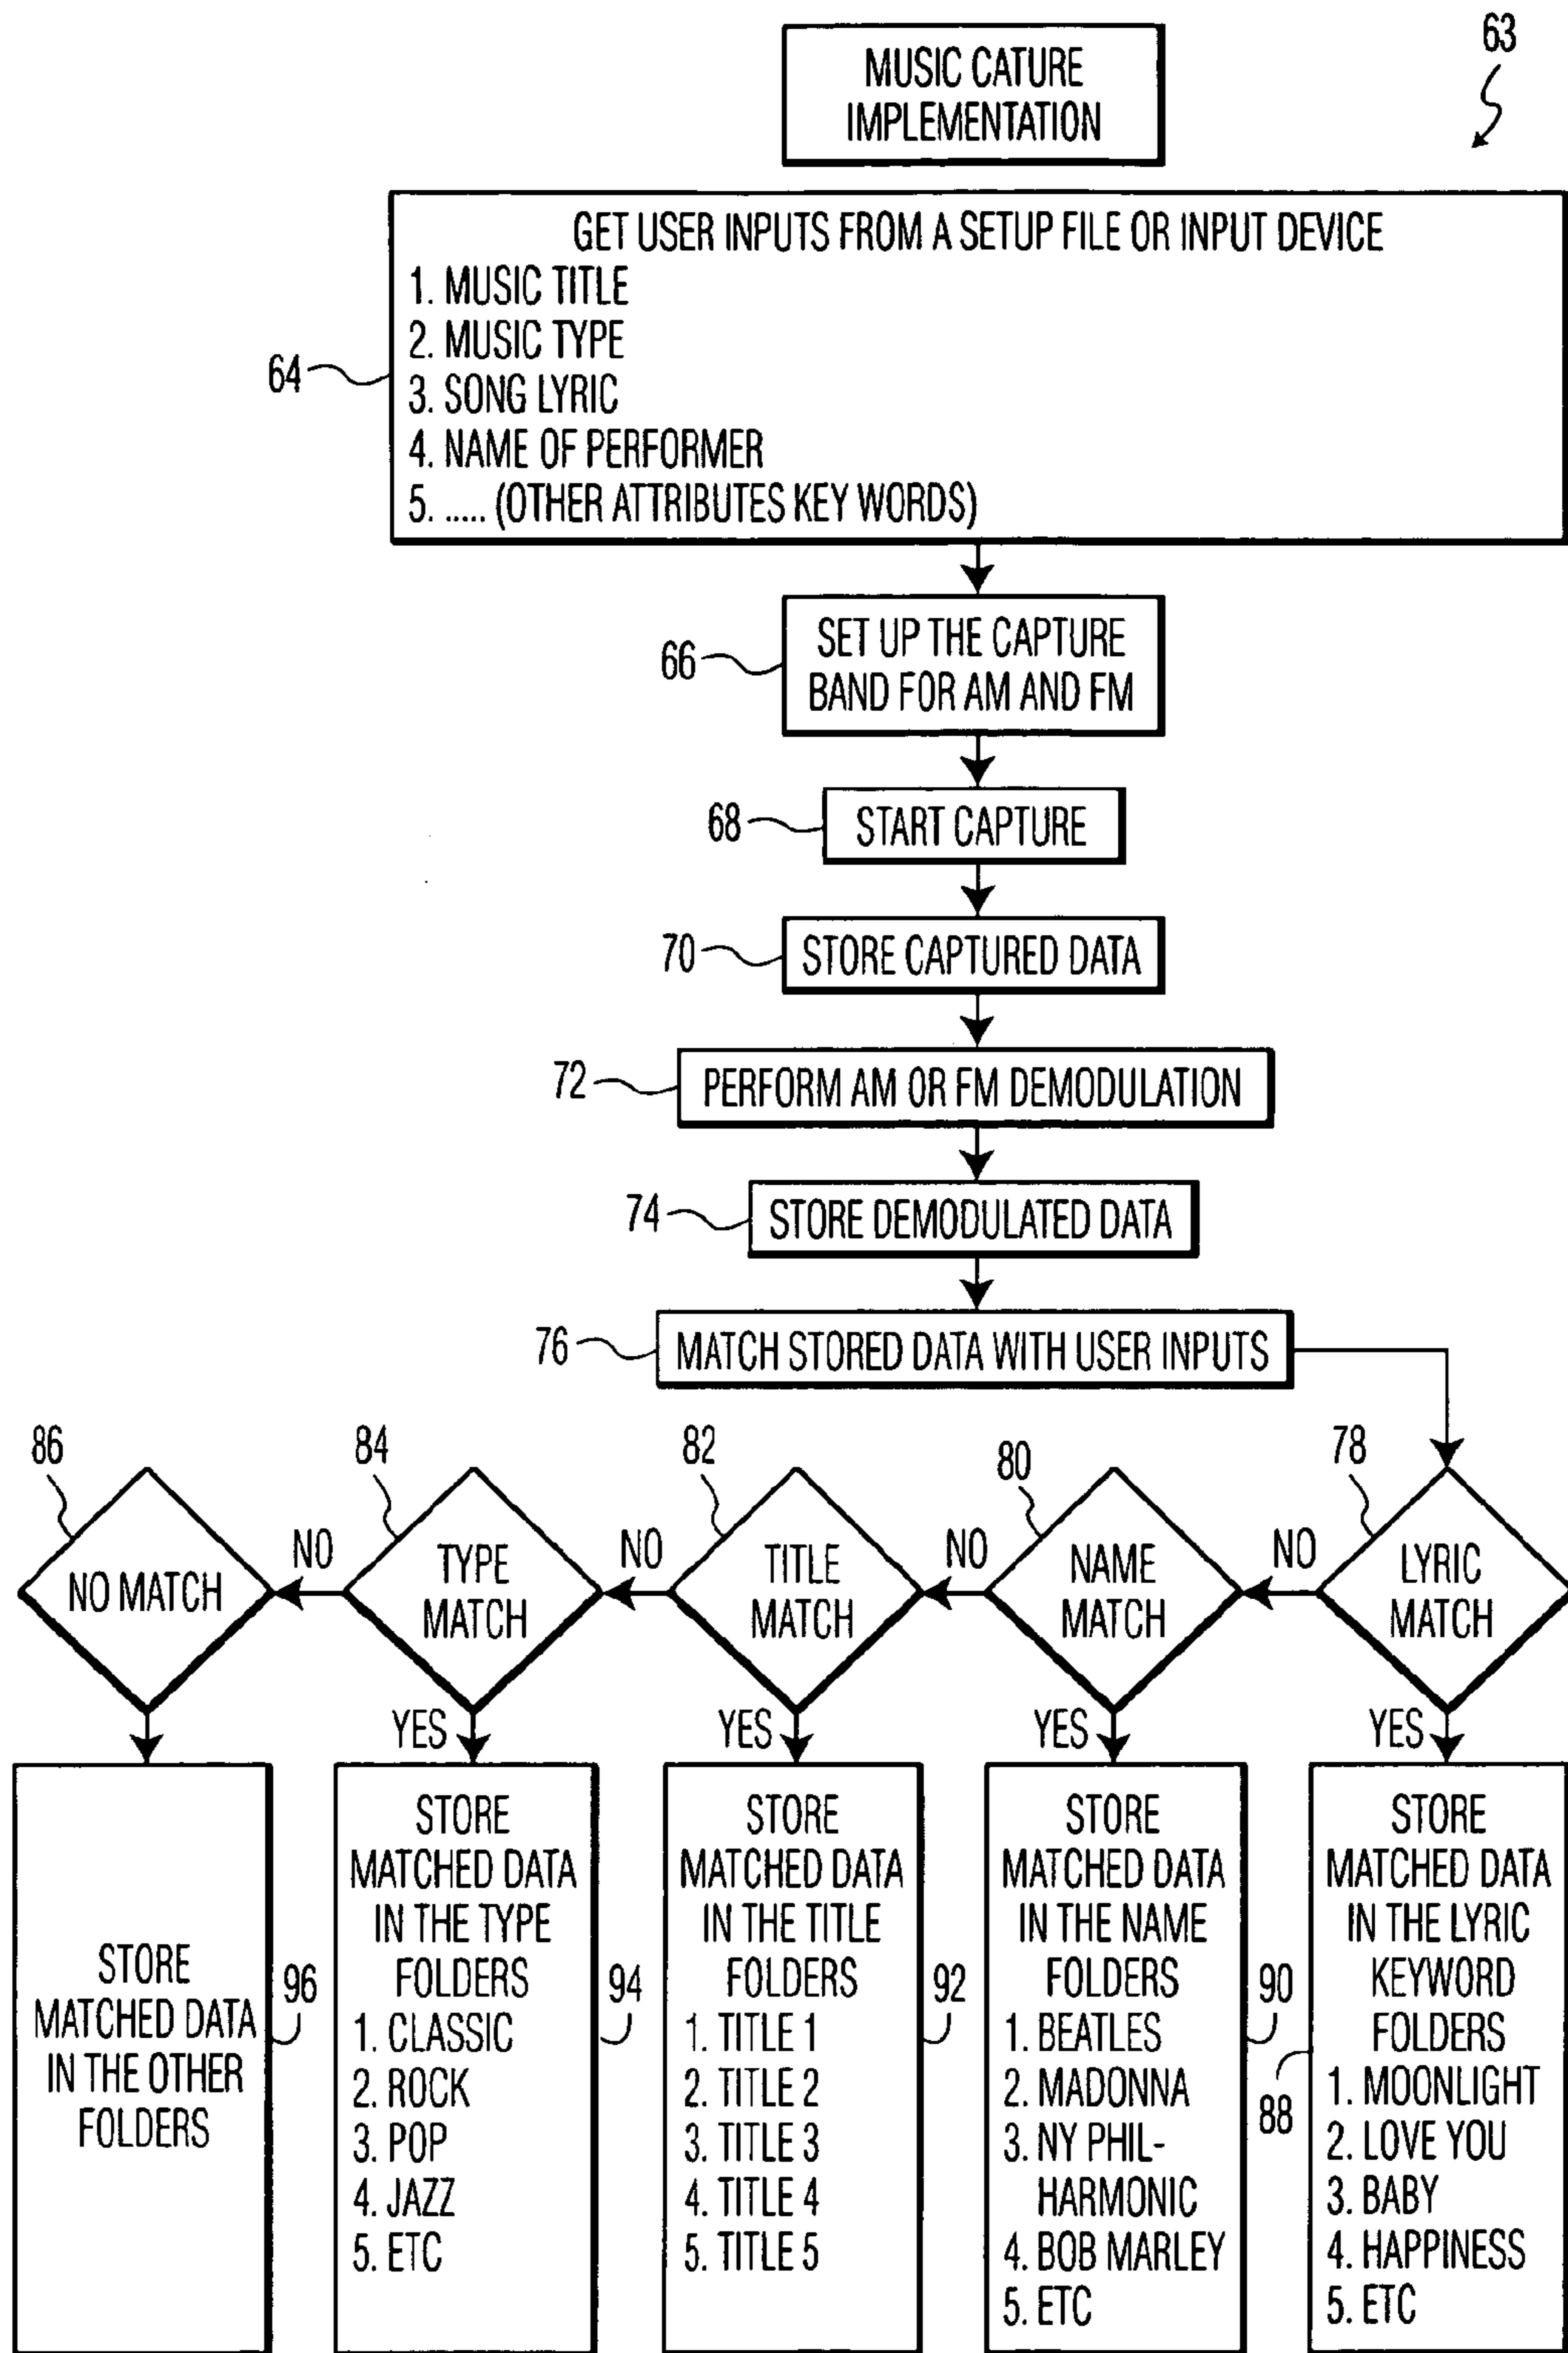 MUSIC CATURE
IMPLEMENTATION
63
GET USER INPUTS FROM A SETUP FILE OR INPUT DEVICE
1. MUSIC TITLE
2. MUSIC TYPE
3. SONG LYRIC
4. NAME OF PERFORMER
5. ..... (OTHER ATTRIBUTES KEY WORDS)
64
SET UP THE CAPTURE
BAND FOR AM AND FM
66
START CAPTURE
68
STORE CAPTURED DATA
70
PERFORM AM OR FM DEMODULATION
72
STORE DEMODULATED DATA
74
MATCH STORED DATA WITH USER INPUTS
76
86
NO MATCH
NO
84
TYPE
MATCH
NO
82
TITLE
MATCH
NO
80
NAME
MATCH
NO
78
LYRIC
MATCH
YES
YES
YES
YES
STORE
MATCHED DATA
IN THE OTHER
FOLDERS
96
STORE
MATCHED DATA
IN THE TYPE
FOLDERS
1. CLASSIC
2. ROCK
3. POP
4. JAZZ
5. ETC
94
STORE
MATCHED DATA
IN THE TITLE
FOLDERS
1. TITLE 1
2. TITLE 2
3. TITLE 3
4. TITLE 4
5. TITLE 5
92
STORE
MATCHED DATA
IN THE NAME
FOLDERS
1. BEATLES
2. MADONNA
3. NY PHIL-
HARMONIC
4. BOB MARLEY
5. ETC
90
STORE
MATCHED DATA
IN THE LYRIC
KEYWORD
FOLDERS
1. MOONLIGHT
2. LOVE YOU
3. BABY
4. HAPPINESS
5. ETC
88